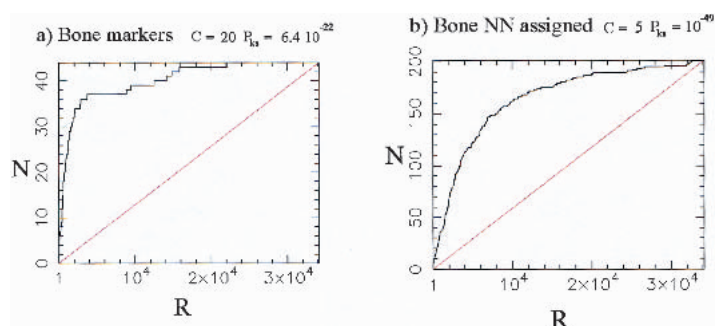 a) Bone markers C = 20 P_ks = 6.4 10^-22
N
0 10 20 30 40
1 10^4 2×10^4 3×10^4
R
b) Bone NN assigned C = 5 P_ks = 10^-49
N
0 50 100 150 200
1 10^4 2×10^4 3×10^4
R